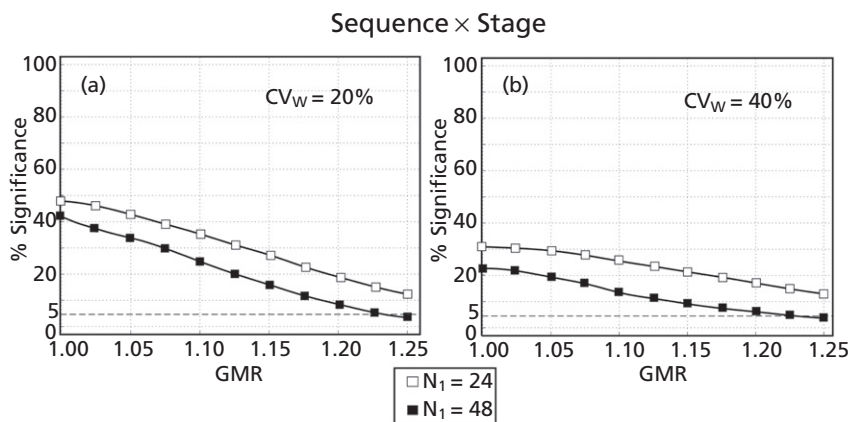 Sequence × Stage
(a)
CV_W = 20%
% Significance
100
80
60
40
20
5
0
1.00 1.05 1.10 1.15 1.20 1.25
GMR
(b)
CV_W = 40%
% Significance
100
80
60
40
20
5
0
1.00 1.05 1.10 1.15 1.20 1.25
GMR
N₁ = 24
N₁ = 48